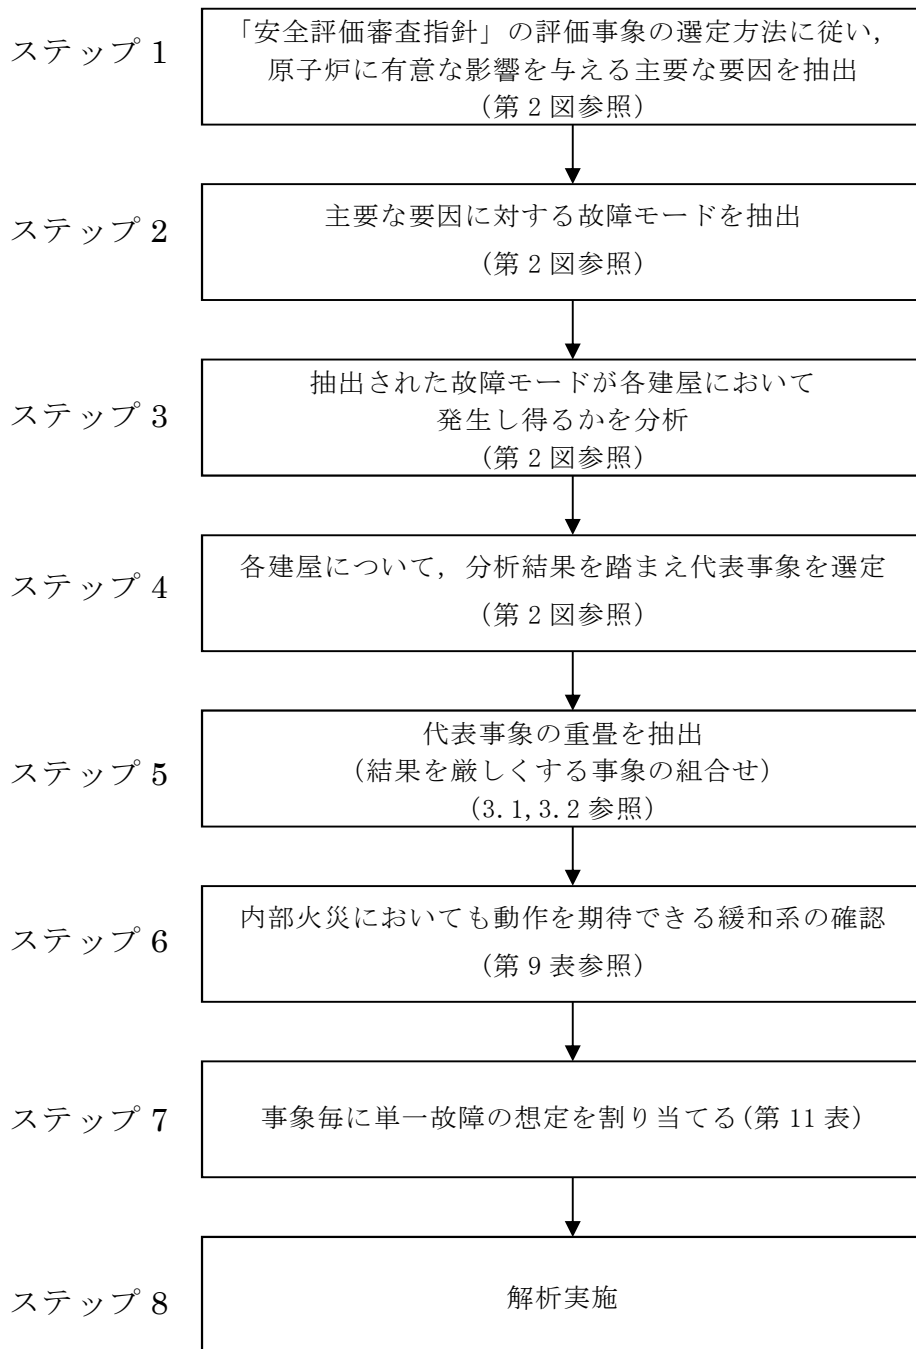 ステップ 1
「安全評価審査指針」の評価事象の選定方法に従い，
原子炉に有意な影響を与える主要な要因を抽出
（第 2 図参照）
ステップ 2
主要な要因に対する故障モードを抽出
（第 2 図参照）
ステップ 3
抽出された故障モードが各建屋において
発生し得るかを分析
（第 2 図参照）
ステップ 4
各建屋について，分析結果を踏まえ代表事象を選定
（第 2 図参照）
ステップ 5
代表事象の重畳を抽出
（結果を厳しくする事象の組合せ）
（3.1,3.2 参照）
ステップ 6
内部火災においても動作を期待できる緩和系の確認
（第 9 表参照）
ステップ 7
事象毎に単一故障の想定を割り当てる（第 11 表）
ステップ 8
解析実施